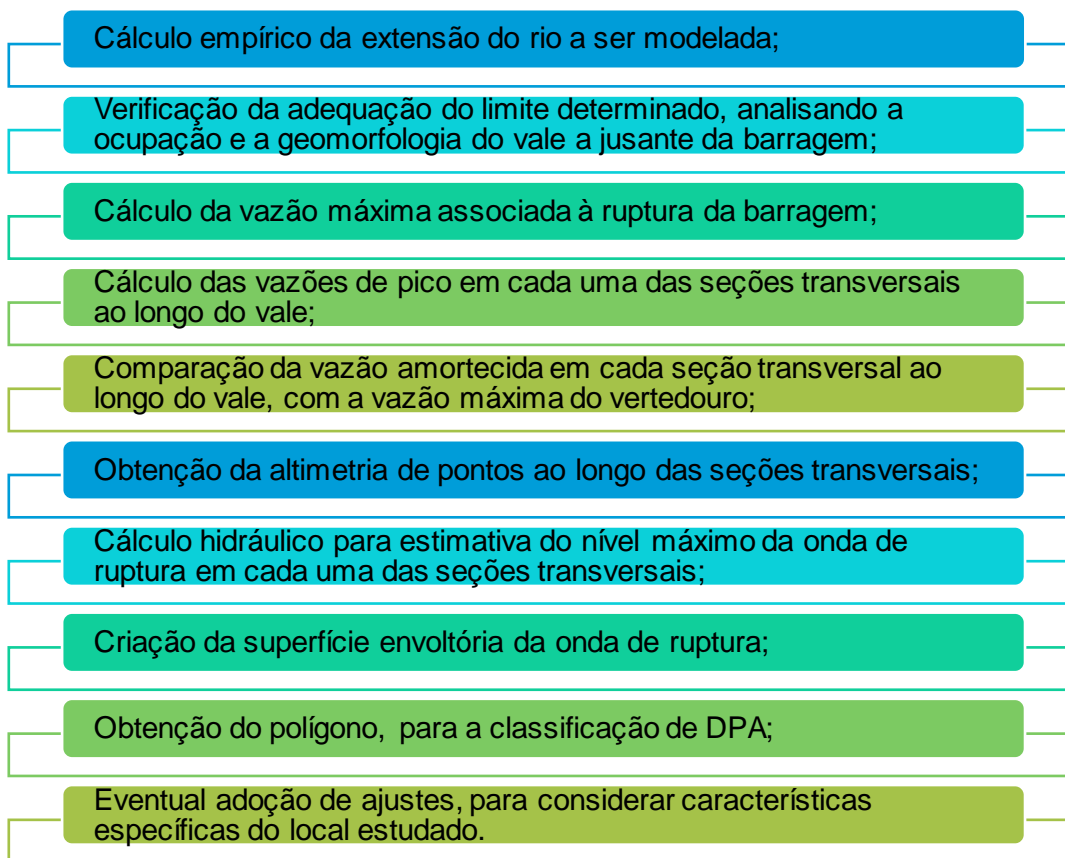 Cálculo empírico da extensão do rio a ser modelada;
Verificação da adequação do limite determinado, analisando a
ocupação e a geomorfologia do vale a jusante da barragem;
Cálculo da vazão máxima associada à ruptura da barragem;
Cálculo das vazões de pico em cada uma das seções transversais
ao longo do vale;
Comparação da vazão amortecida em cada seção transversal ao
longo do vale, com a vazão máxima do vertedouro;
Obtenção da altimetria de pontos ao longo das seções transversais;
Cálculo hidráulico para estimativa do nível máximo da onda de
ruptura em cada uma das seções transversais;
Criação da superfície envoltória da onda de ruptura;
Obtenção do polígono, para a classificação de DPA;
Eventual adoção de ajustes, para considerar características
específicas do local estudado.